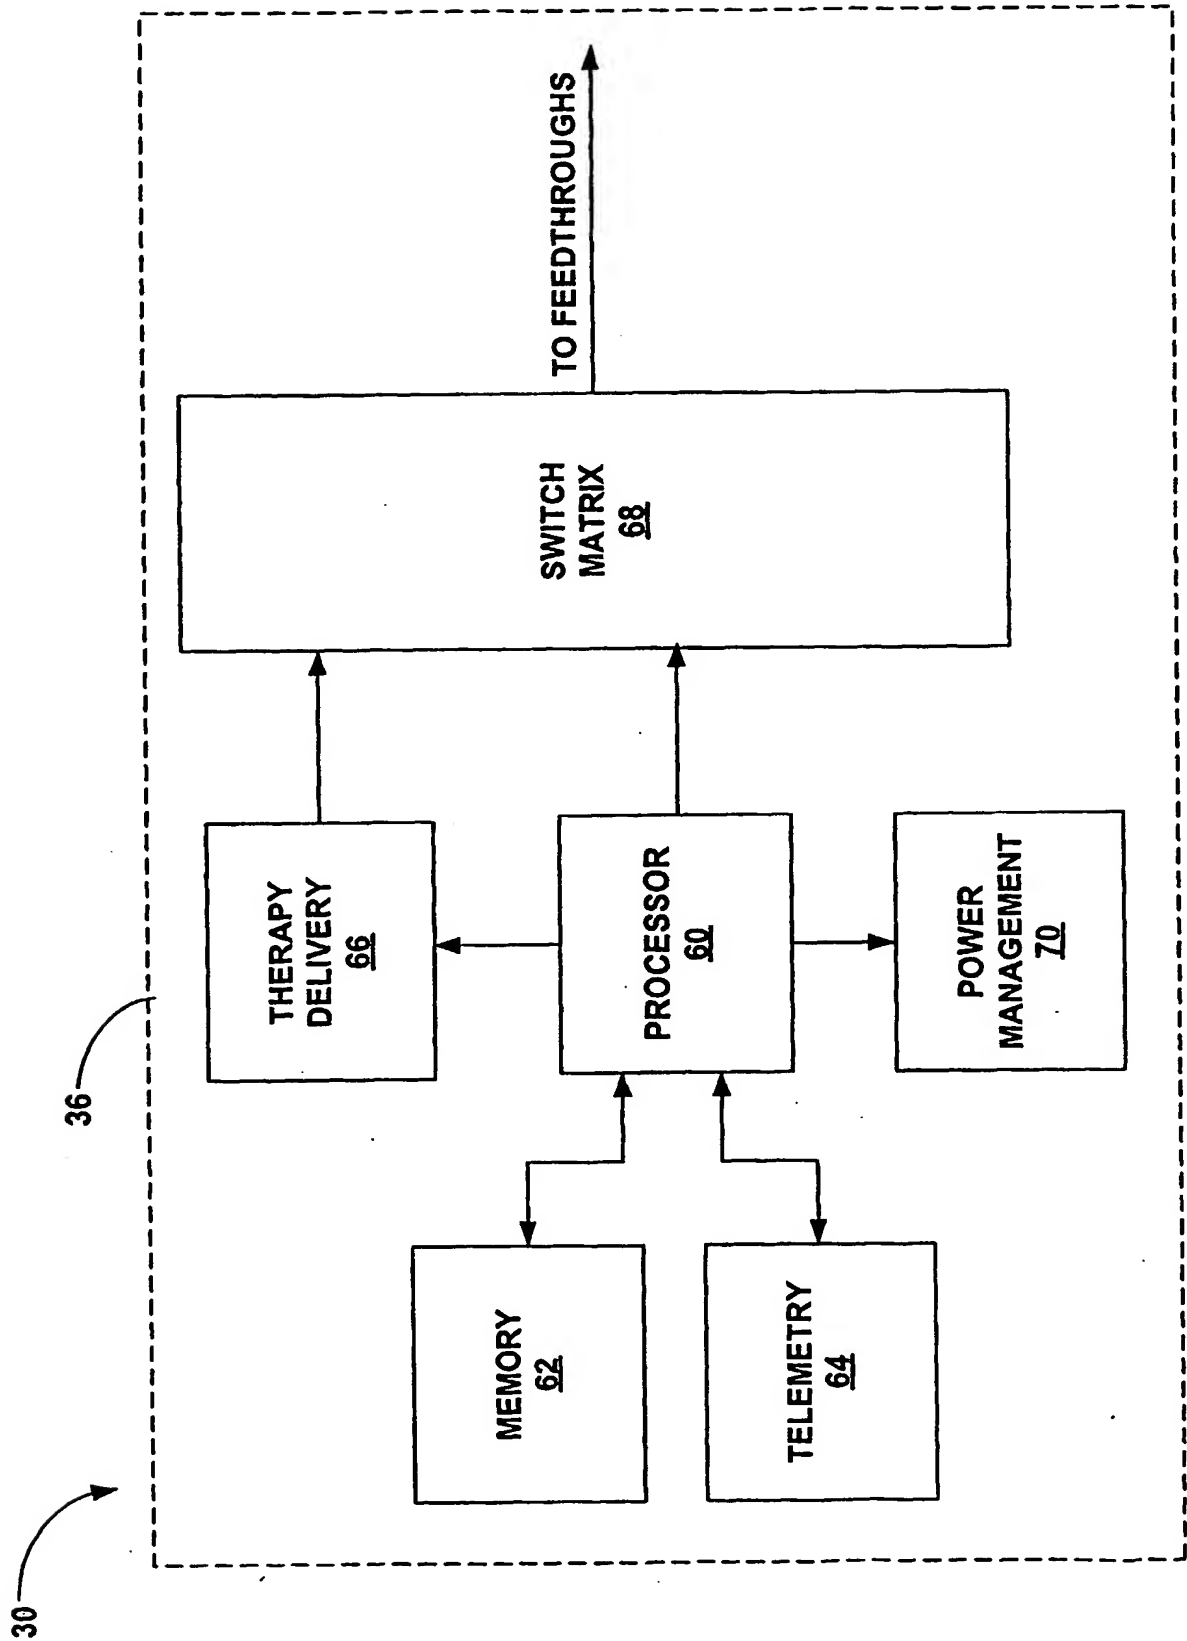 30
36
MEMORY
62
TELEMETRY
64
THERAPY
DELIVERY
66
PROCESSOR
60
POWER
MANAGEMENT
70
SWITCH
MATRIX
68
TO FEEDTHROUGHS